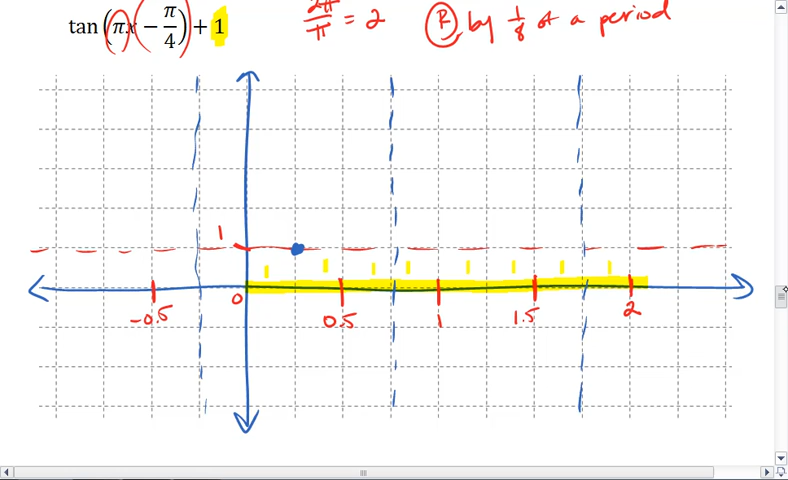 tan (πx − π/4) + 1
2π/π = 2
R by 1/8 of a period
1
-0.5 0 0.5 1 1.5 2